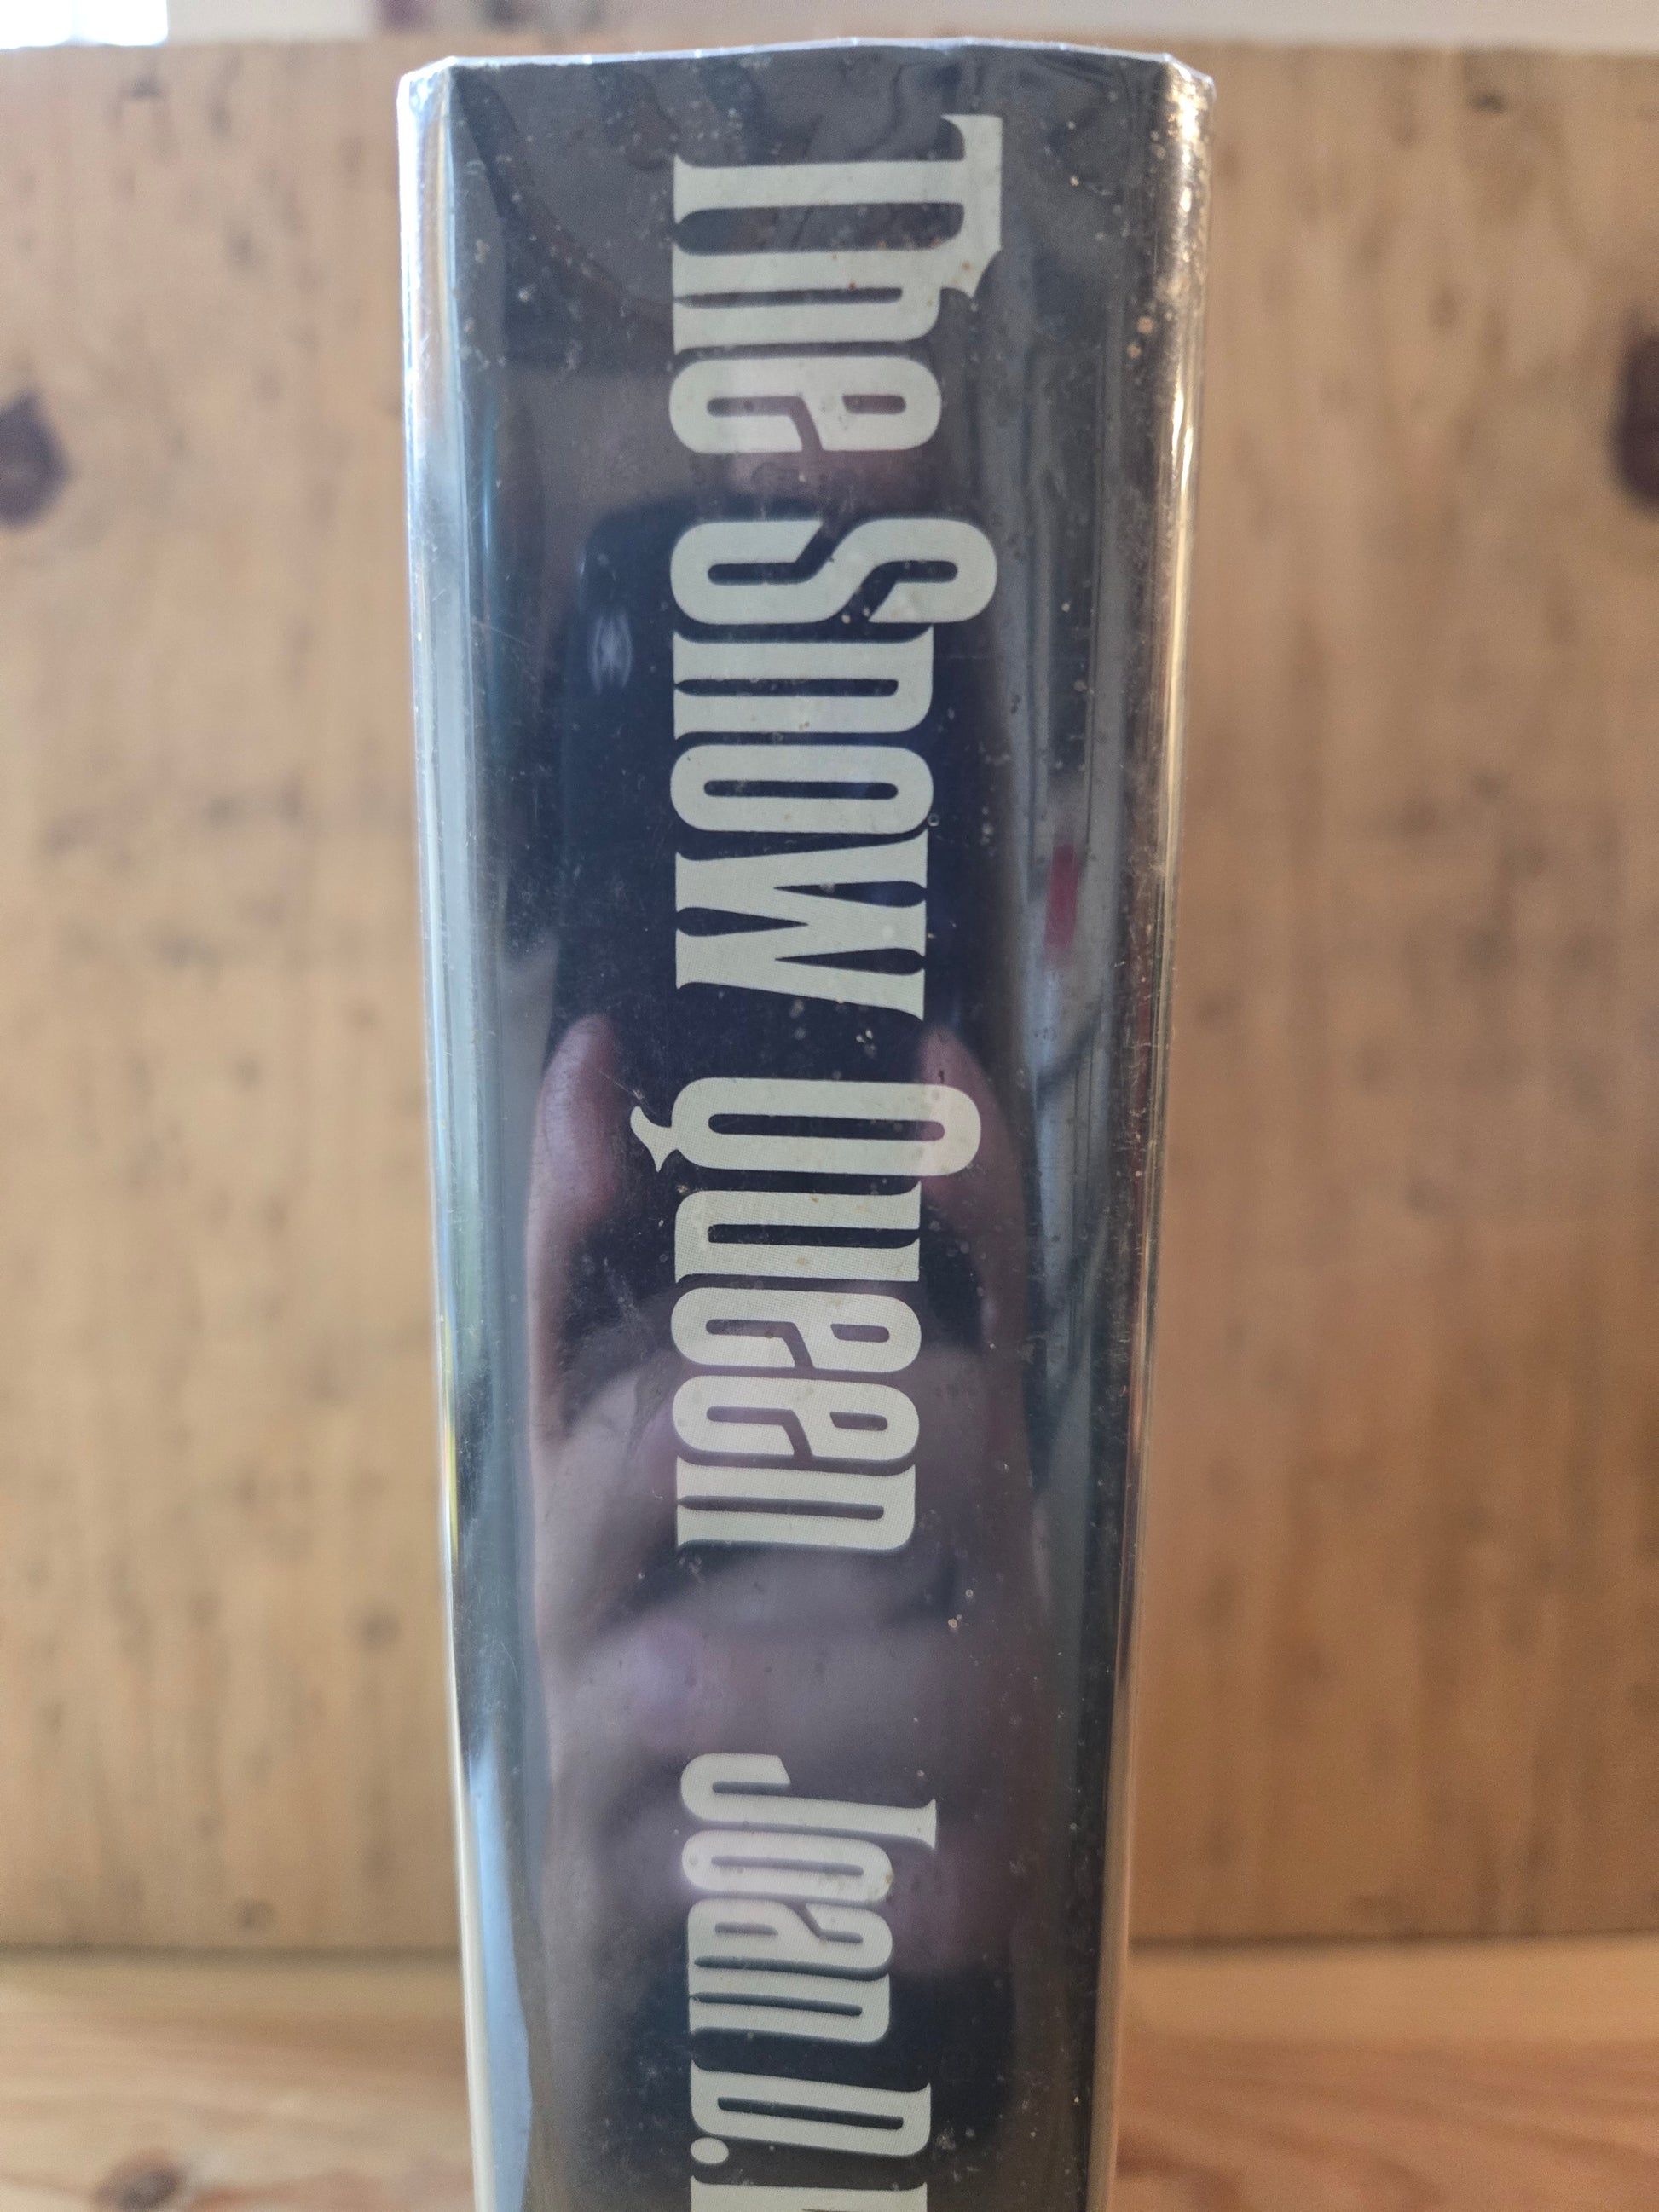 The Snow Queen Joan D.